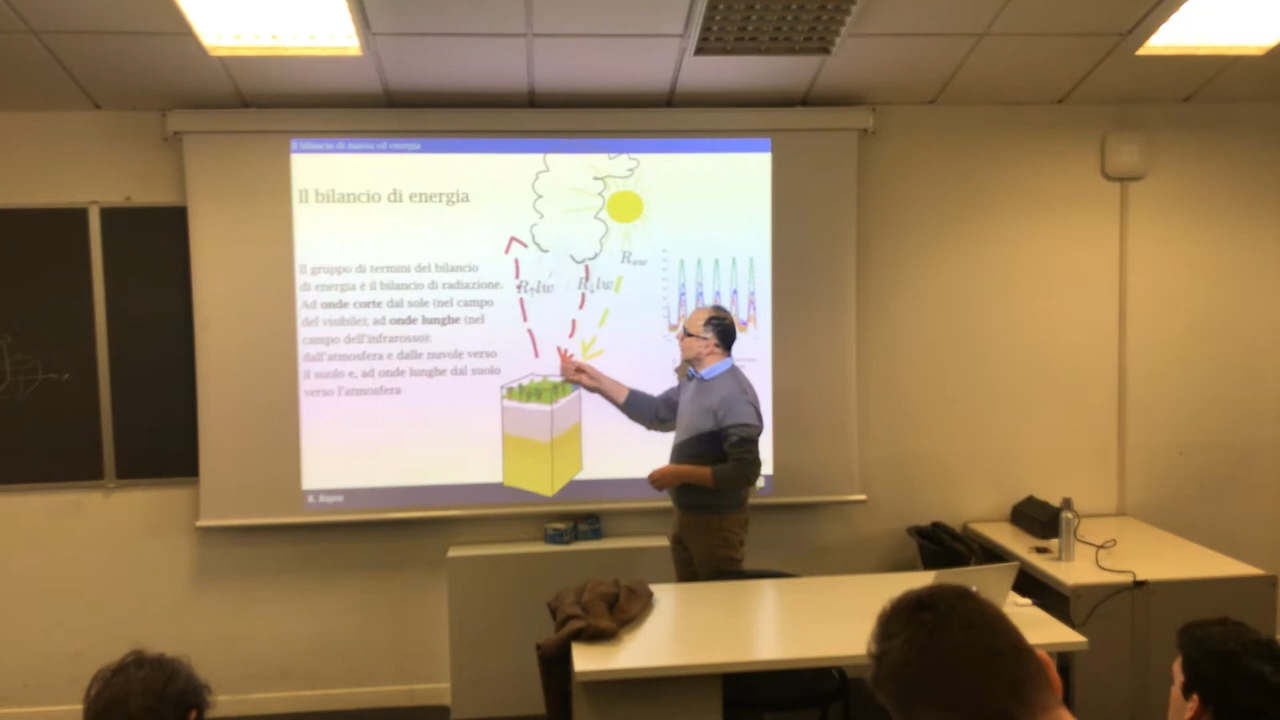 Il bilancio di massa ed energia
Il bilancio di energia
Il gruppo di termini del bilancio
di energia è il bilancio di radiazione.
Ad onde corte dal sole (nel campo
del visibile); ad onde lunghe (nel
campo dell'infrarosso):
dall'atmosfera e dalle nuvole verso
il suolo e, ad onde lunghe dal suolo
verso l'atmosfera
R↑lw
R↓lw
R. Rigon